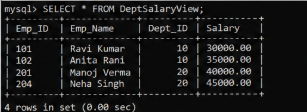 mysql> SELECT * FROM DeptSalaryView;
+--------+-------------+---------+----------+
| Emp_ID | Emp_Name | Dept_ID | Salary |
+--------+-------------+---------+----------+
| 101 | Ravi Kumar | 10 | 30000.00 |
| 102 | Anita Rani | 10 | 35000.00 |
| 201 | Manoj Verma | 20 | 40000.00 |
| 204 | Neha Singh | 20 | 45000.00 |
+--------+-------------+---------+----------+
4 rows in set (0.00 sec)